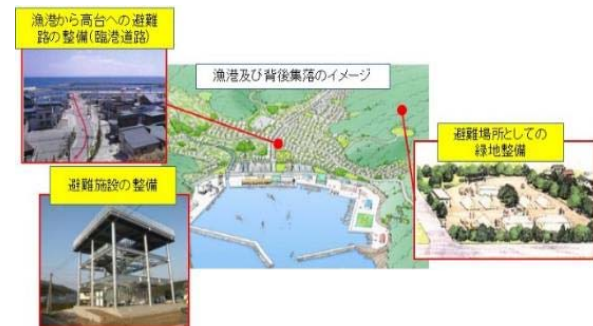 漁港から高台への避難
路の整備(臨港道路)
漁港及び背後集落のイメージ
避難場所としての
緑地整備
避難施設の整備